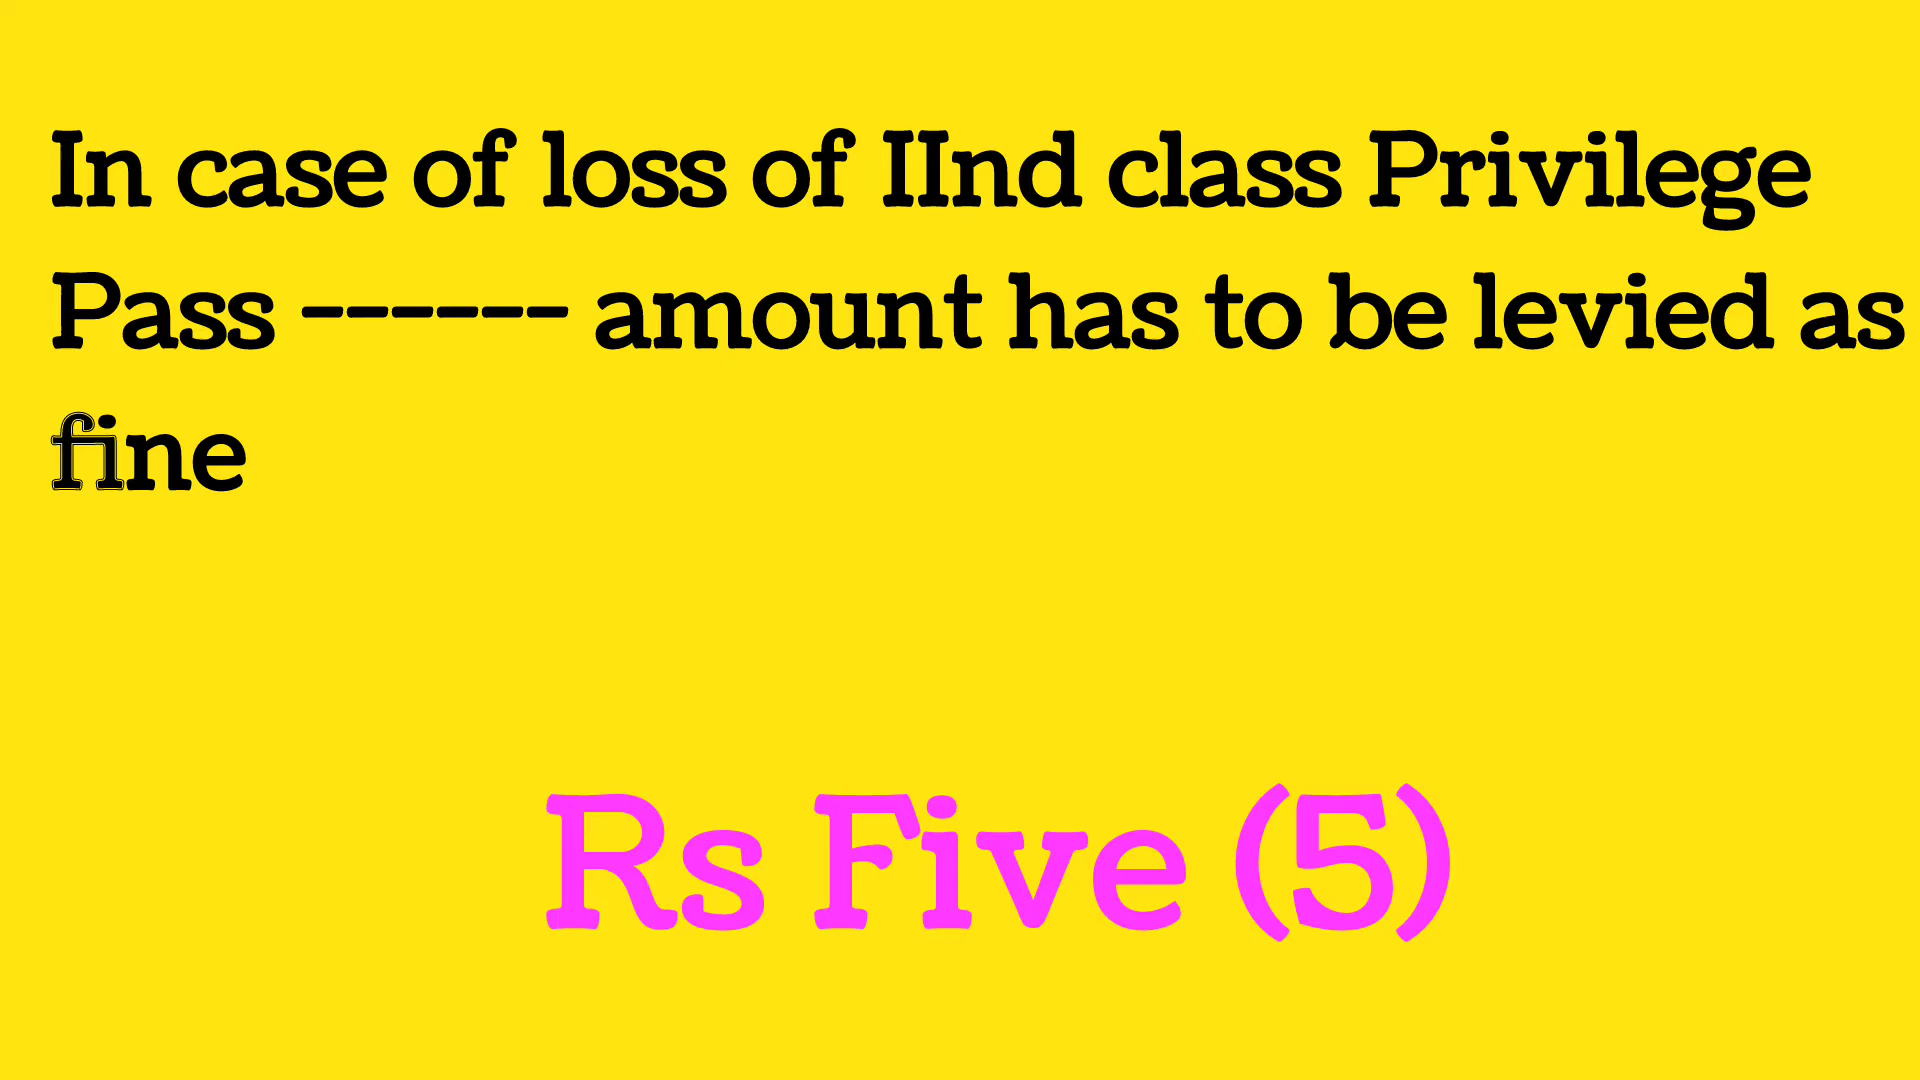 In case of loss of IInd class Privilege
Pass ------ amount has to be levied as
fine
Rs Five (5)